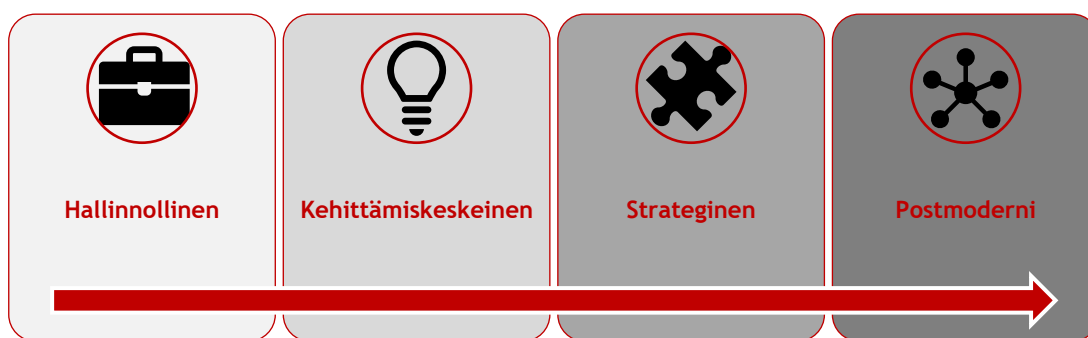 Hallinnollinen
Kehittämiskeskeinen
Strateginen
Postmoderni